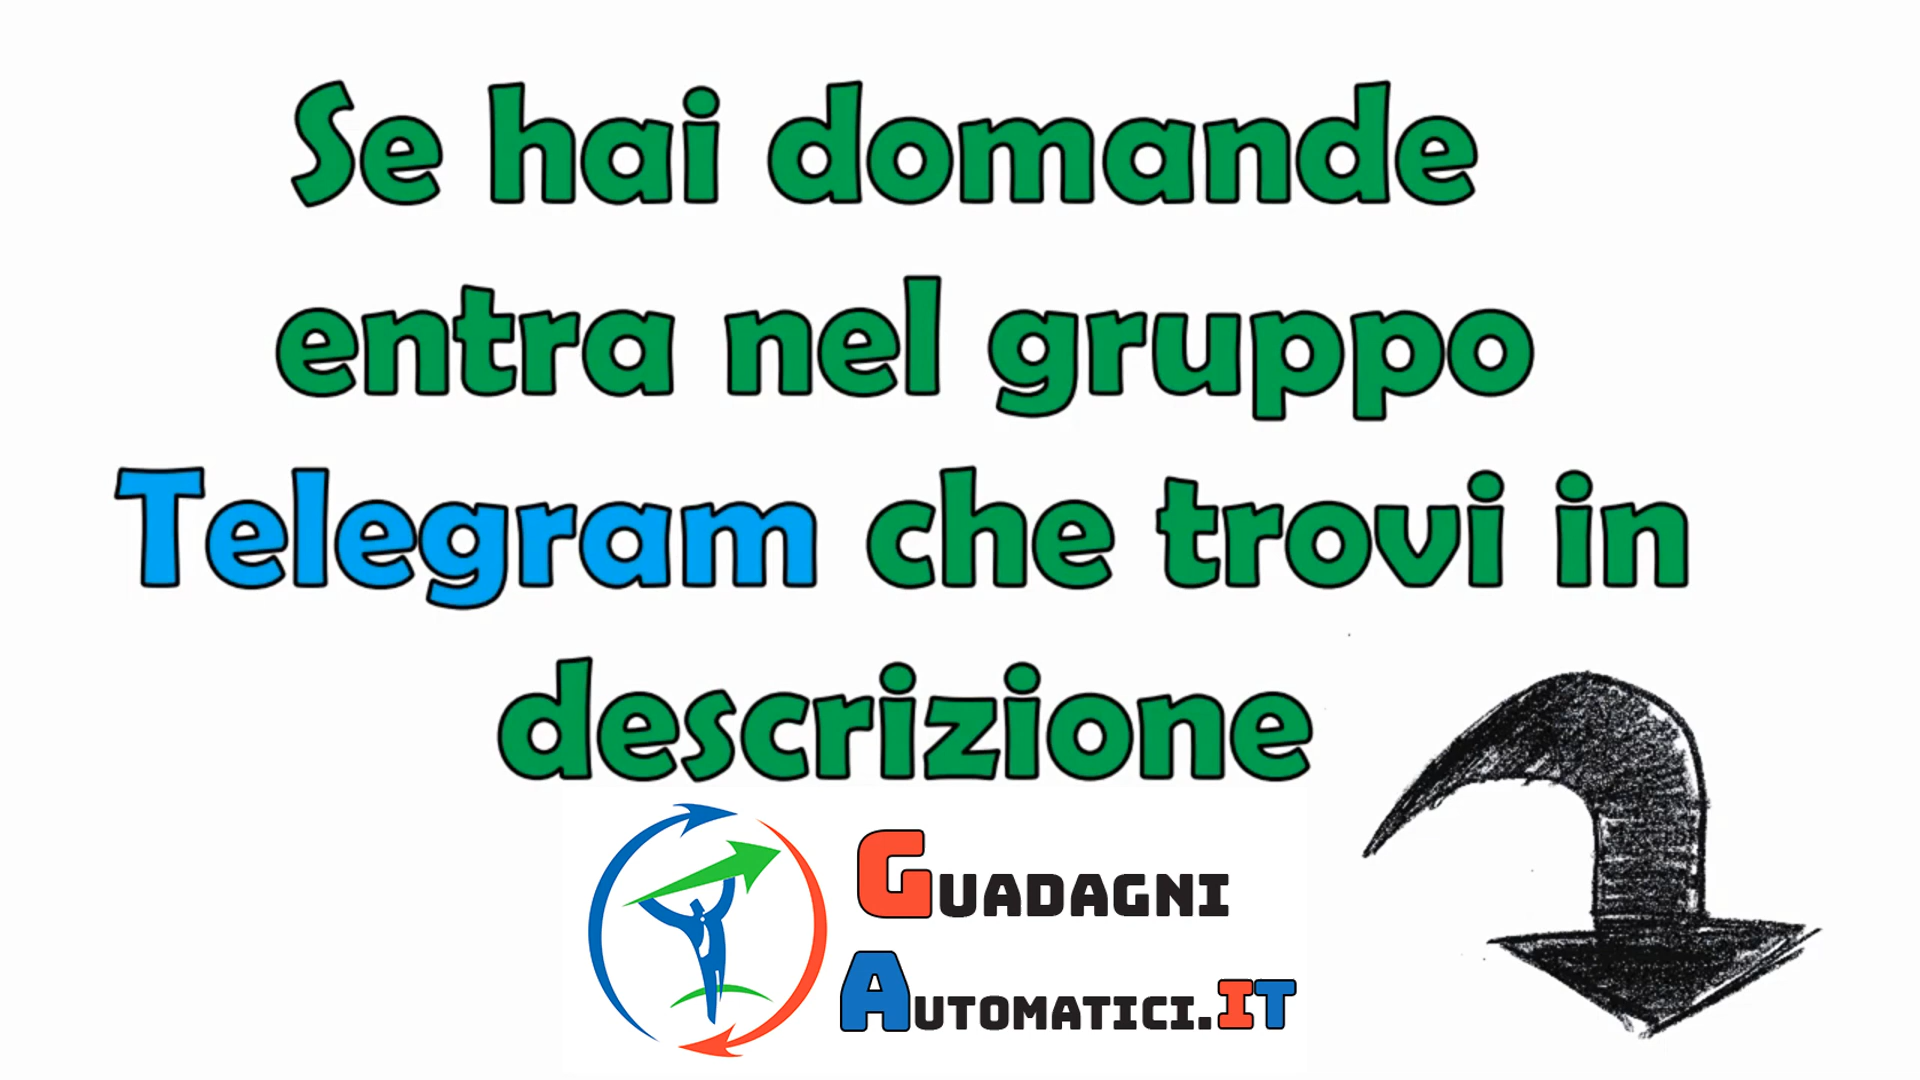 Se hai domande
entra nel gruppo
Telegram che trovi in
descrizione
GUADAGNI
AUTOMATICI.IT